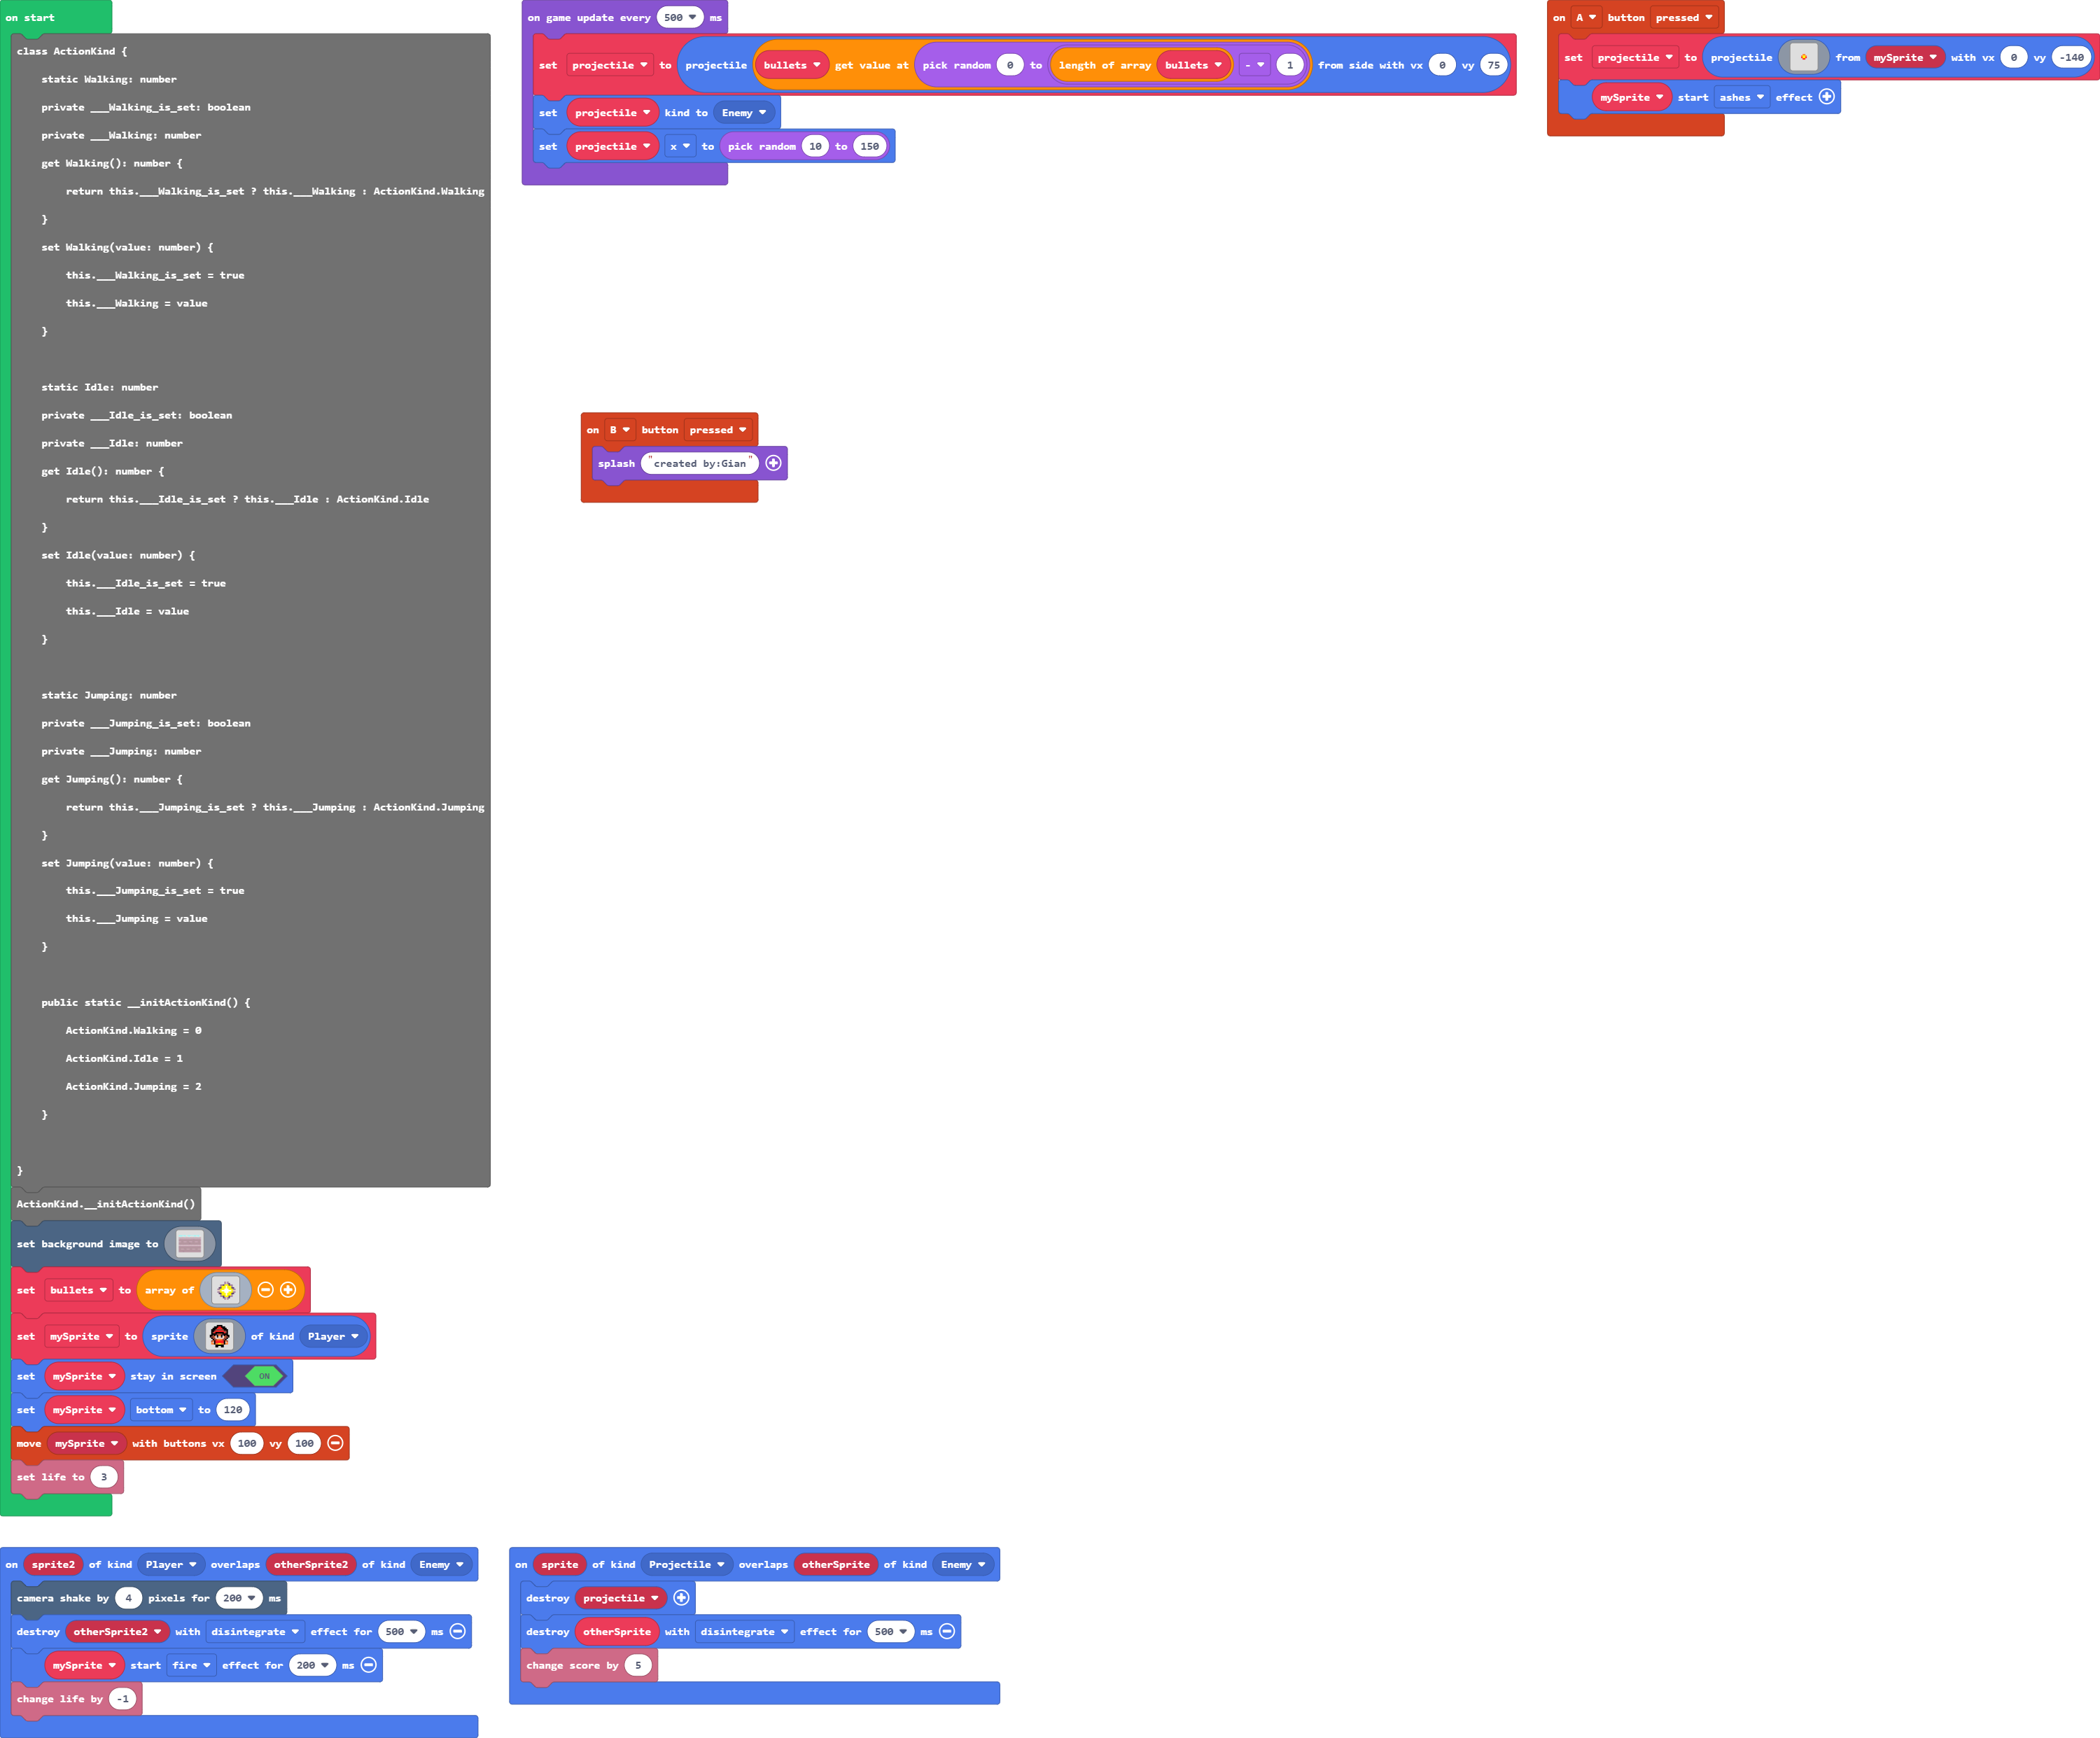 on start
class ActionKind {
static Walking: number
private ___Walking_is_set: boolean
private ___Walking: number
get Walking(): number {
return this.___Walking_is_set ? this.___Walking : ActionKind.Walking
}
set Walking(value: number) {
this.___Walking_is_set = true
this.___Walking = value
}
static Idle: number
private ___Idle_is_set: boolean
private ___Idle: number
get Idle(): number {
return this.___Idle_is_set ? this.___Idle : ActionKind.Idle
}
set Idle(value: number) {
this.___Idle_is_set = true
this.___Idle = value
}
static Jumping: number
private ___Jumping_is_set: boolean
private ___Jumping: number
get Jumping(): number {
return this.___Jumping_is_set ? this.___Jumping : ActionKind.Jumping
}
set Jumping(value: number) {
this.___Jumping_is_set = true
this.___Jumping = value
}
public static __initActionKind() {
ActionKind.Walking = 0
ActionKind.Idle = 1
ActionKind.Jumping = 2
}
}
ActionKind.__initActionKind()
set background image to
set bullets to array of
set mySprite to sprite of kind Player
set mySprite stay in screen ON
set mySprite bottom to 120
move mySprite with buttons vx 100 vy 100
set life to 3
on game update every 500 ms
set projectile to projectile bullets get value at pick random 0 to length of array bullets - 1 from side with vx 0 vy 75
set projectile kind to Enemy
set projectile x to pick random 10 to 150
on A button pressed
set projectile to projectile from mySprite with vx 0 vy -140
mySprite start ashes effect
on B button pressed
splash "created by:Gian"
on sprite2 of kind Player overlaps otherSprite2 of kind Enemy
camera shake by 4 pixels for 200 ms
destroy otherSprite2 with disintegrate effect for 500 ms
mySprite start fire effect for 200 ms
change life by -1
on sprite of kind Projectile overlaps otherSprite of kind Enemy
destroy projectile
destroy otherSprite with disintegrate effect for 500 ms
change score by 5